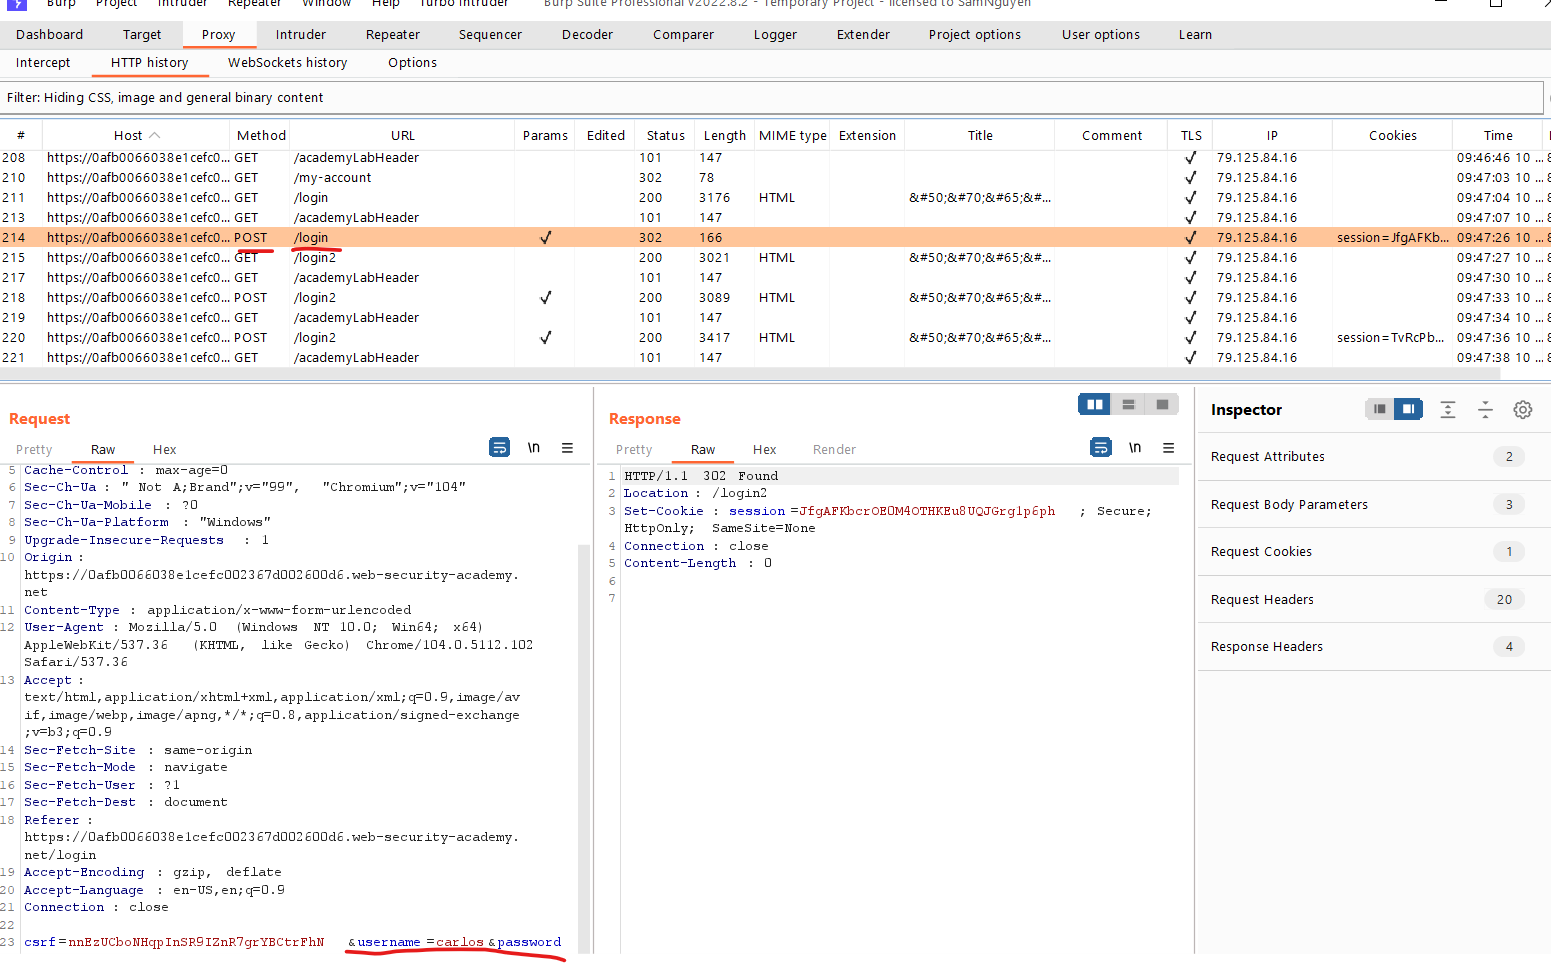 Burp Project Intruder Repeater Window Help Turbo Intruder Burp Suite Professional v2022.8.2 - Temporary Project - licensed to SamNguyen
Dashboard Target Proxy Intruder Repeater Sequencer Decoder Comparer Logger Extender Project options User options Learn
Intercept HTTP history WebSockets history Options
Filter: Hiding CSS, image and general binary content
# Host Method URL Params Edited Status Length MIME type Extension Title Comment TLS IP Cookies Time
208 https://0afb0066038e1cefc0... GET /academyLabHeader 101 147 ✓ 79.125.84.16 09:46:46 10 ...
210 https://0afb0066038e1cefc0... GET /my-account 302 78 ✓ 79.125.84.16 09:47:03 10 ...
211 https://0afb0066038e1cefc0... GET /login 200 3176 HTML &#50;&#70;&#65;&#... ✓ 79.125.84.16 09:47:04 10 ...
213 https://0afb0066038e1cefc0... GET /academyLabHeader 101 147 ✓ 79.125.84.16 09:47:07 10 ...
214 https://0afb0066038e1cefc0... POST /login ✓ 302 166 ✓ 79.125.84.16 session=JfgAFKb... 09:47:26 10 ...
215 https://0afb0066038e1cefc0... GET /login2 200 3021 HTML &#50;&#70;&#65;&#... ✓ 79.125.84.16 09:47:27 10 ...
217 https://0afb0066038e1cefc0... GET /academyLabHeader 101 147 ✓ 79.125.84.16 09:47:30 10 ...
218 https://0afb0066038e1cefc0... POST /login2 ✓ 200 3089 HTML &#50;&#70;&#65;&#... ✓ 79.125.84.16 09:47:33 10 ...
219 https://0afb0066038e1cefc0... GET /academyLabHeader 101 147 ✓ 79.125.84.16 09:47:34 10 ...
220 https://0afb0066038e1cefc0... POST /login2 ✓ 200 3417 HTML &#50;&#70;&#65;&#... ✓ 79.125.84.16 session=TvRcPb... 09:47:36 10 ...
221 https://0afb0066038e1cefc0... GET /academyLabHeader 101 147 ✓ 79.125.84.16 09:47:38 10 ...
Request
Pretty Raw Hex \n
5 Cache-Control : max-age=0
6 Sec-Ch-Ua : " Not A;Brand";v="99", "Chromium";v="104"
7 Sec-Ch-Ua-Mobile : ?0
8 Sec-Ch-Ua-Platform : "Windows"
9 Upgrade-Insecure-Requests : 1
10 Origin :
https://0afb0066038e1cefc002367d002600d6.web-security-academy.
net
11 Content-Type : application/x-www-form-urlencoded
12 User-Agent : Mozilla/5.0 (Windows NT 10.0; Win64; x64)
AppleWebKit/537.36 (KHTML, like Gecko) Chrome/104.0.5112.102
Safari/537.36
13 Accept :
text/html,application/xhtml+xml,application/xml;q=0.9,image/av
if,image/webp,image/apng,*/*;q=0.8,application/signed-exchange
;v=b3;q=0.9
14 Sec-Fetch-Site : same-origin
15 Sec-Fetch-Mode : navigate
16 Sec-Fetch-User : ?1
17 Sec-Fetch-Dest : document
18 Referer :
https://0afb0066038e1cefc002367d002600d6.web-security-academy.
net/login
19 Accept-Encoding : gzip, deflate
20 Accept-Language : en-US,en;q=0.9
21 Connection : close
22
23 csrf=nnEzUCboNHqpInSR9IZnR7grYBCtrFhN &username =carlos &password
Response
Pretty Raw Hex Render \n
1 HTTP/1.1 302 Found
2 Location : /login2
3 Set-Cookie : session =JfgAFKbcrOE0M4OTHKEu8UQJGrg1p6ph ; Secure;
HttpOnly; SameSite=None
4 Connection : close
5 Content-Length : 0
6
7
Inspector
Request Attributes 2
Request Body Parameters 3
Request Cookies 1
Request Headers 20
Response Headers 4